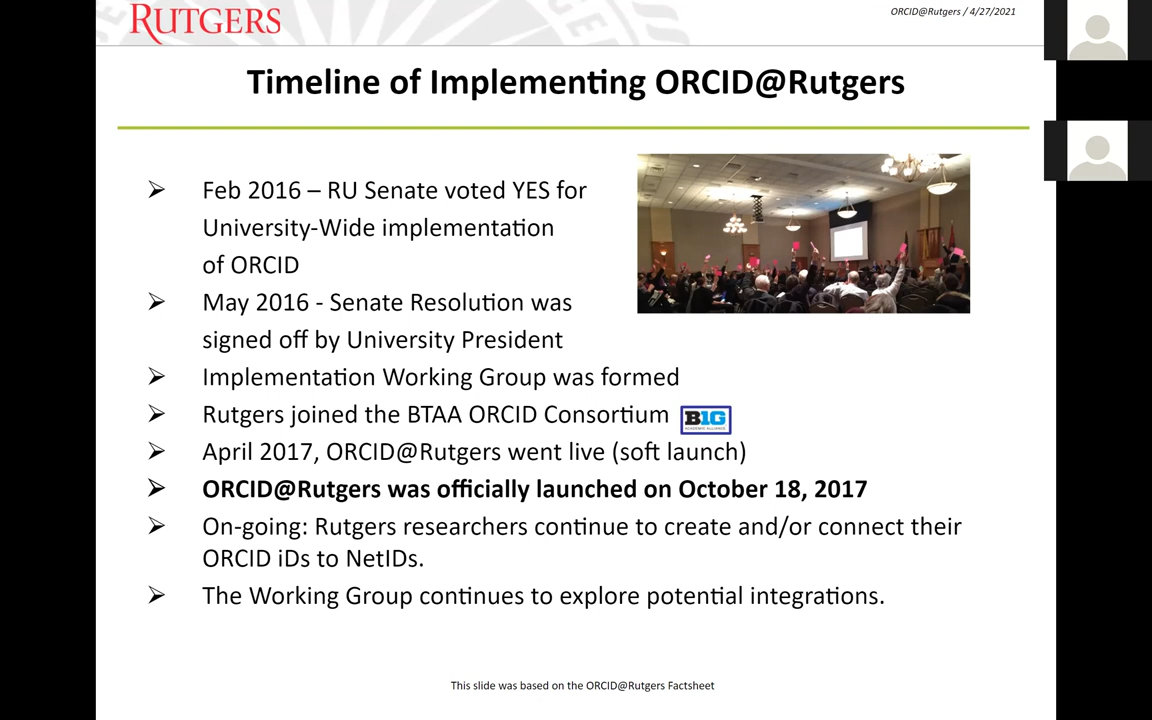 RUTGERS
ORCID@Rutgers / 4/27/2021
Timeline of Implementing ORCID@Rutgers
➢ Feb 2016 – RU Senate voted YES for
University-Wide implementation
of ORCID
➢ May 2016 - Senate Resolution was
signed off by University President
➢ Implementation Working Group was formed
➢ Rutgers joined the BTAA ORCID Consortium B1G
ACADEMIC ALLIANCE
➢ April 2017, ORCID@Rutgers went live (soft launch)
➢ ORCID@Rutgers was officially launched on October 18, 2017
➢ On-going: Rutgers researchers continue to create and/or connect their
ORCID iDs to NetIDs.
➢ The Working Group continues to explore potential integrations.
This slide was based on the ORCID@Rutgers Factsheet